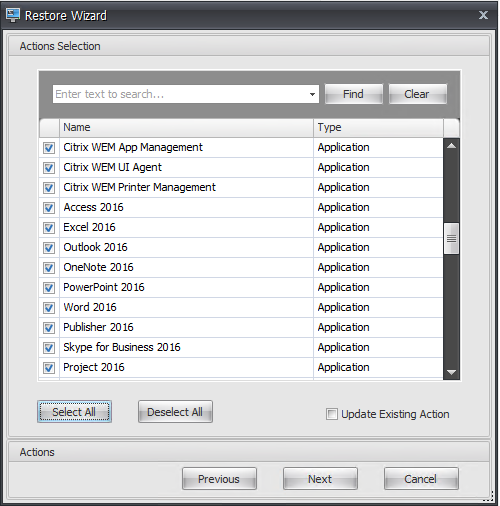 Restore Wizard
Actions Selection
Enter text to search... Find Clear
Name Type
Citrix WEM App Management Application
Citrix WEM UI Agent Application
Citrix WEM Printer Management Application
Access 2016 Application
Excel 2016 Application
Outlook 2016 Application
OneNote 2016 Application
PowerPoint 2016 Application
Word 2016 Application
Publisher 2016 Application
Skype for Business 2016 Application
Project 2016 Application
Select All Deselect All Update Existing Action
Actions
Previous Next Cancel